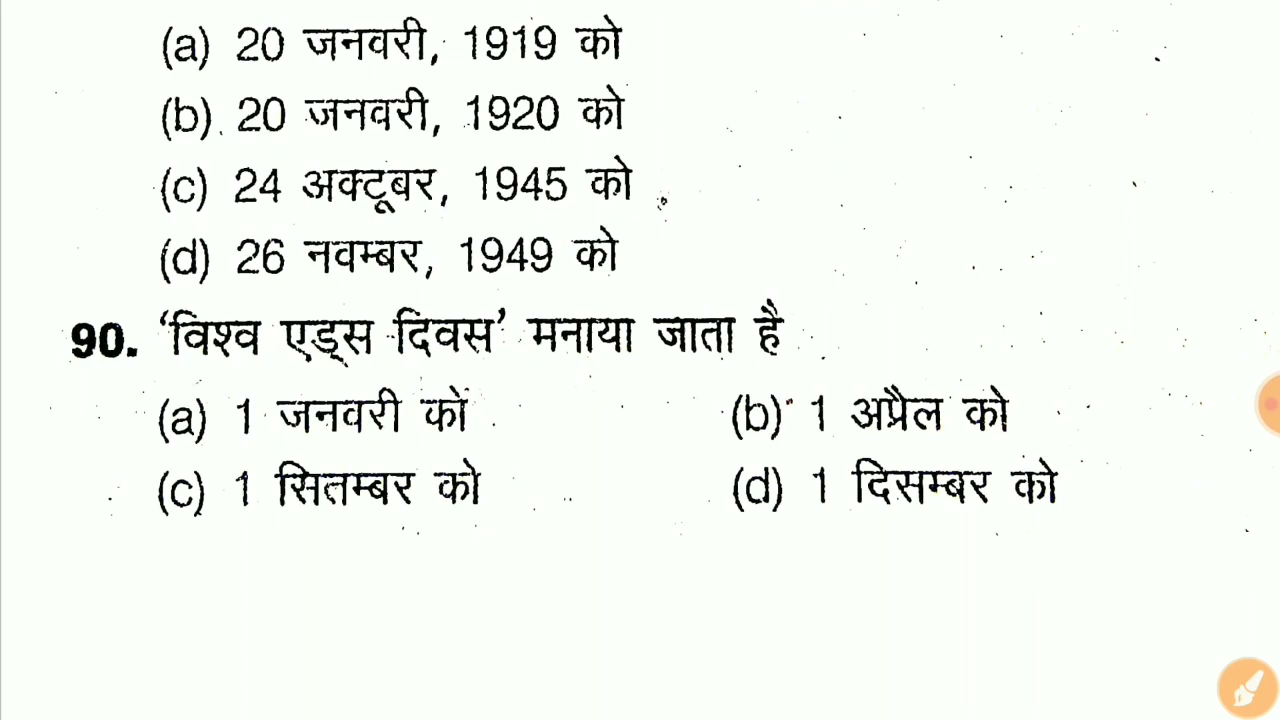 (a) 20 जनवरी, 1919 को
(b) 20 जनवरी, 1920 को
(c) 24 अक्टूबर, 1945 को
(d) 26 नवम्बर, 1949 को
90. ‘विश्व एड्स दिवस’ मनाया जाता है
(a) 1 जनवरी को (b) 1 अप्रैल को
(c) 1 सितम्बर को (d) 1 दिसम्बर को